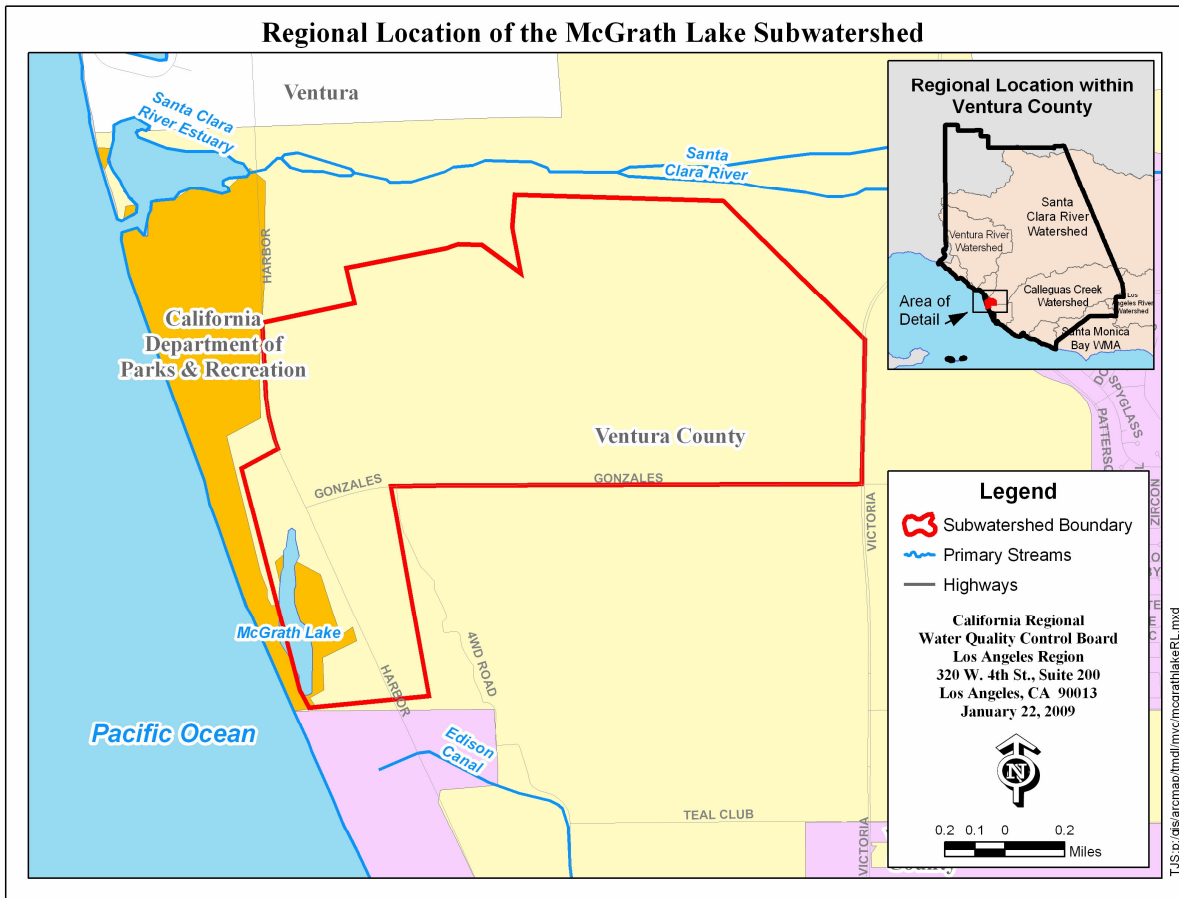 Regional Location of the McGrath Lake Subwatershed
Ventura
Santa Clara
River Estuary
Santa
Clara River
HARBOR
California
Department of
Parks & Recreation
Ventura County
GONZALES
GONZALES
VICTORIA
McGrath Lake
4WD ROAD
HARBOR
Pacific Ocean
Edison
Canal
TEAL CLUB
VICTORIA
County
Regional Location within
Ventura County
Santa
Clara River
Watershed
Ventura River
Watershed
Calleguas Creek
Watershed
Los
Angeles River
Watershed
Santa Monica
Bay WMA
Area of
Detail
SPYGLASS
ZIRCON
Legend
Subwatershed Boundary
Primary Streams
Highways
California Regional
Water Quality Control Board
Los Angeles Region
320 W. 4th St., Suite 200
Los Angeles, CA 90013
January 22, 2009
N
0.2 0.1 0 0.2
Miles
TJS:p:/gis/arcmap/tmdl/mvc/mcgrathlakeRL.mxd